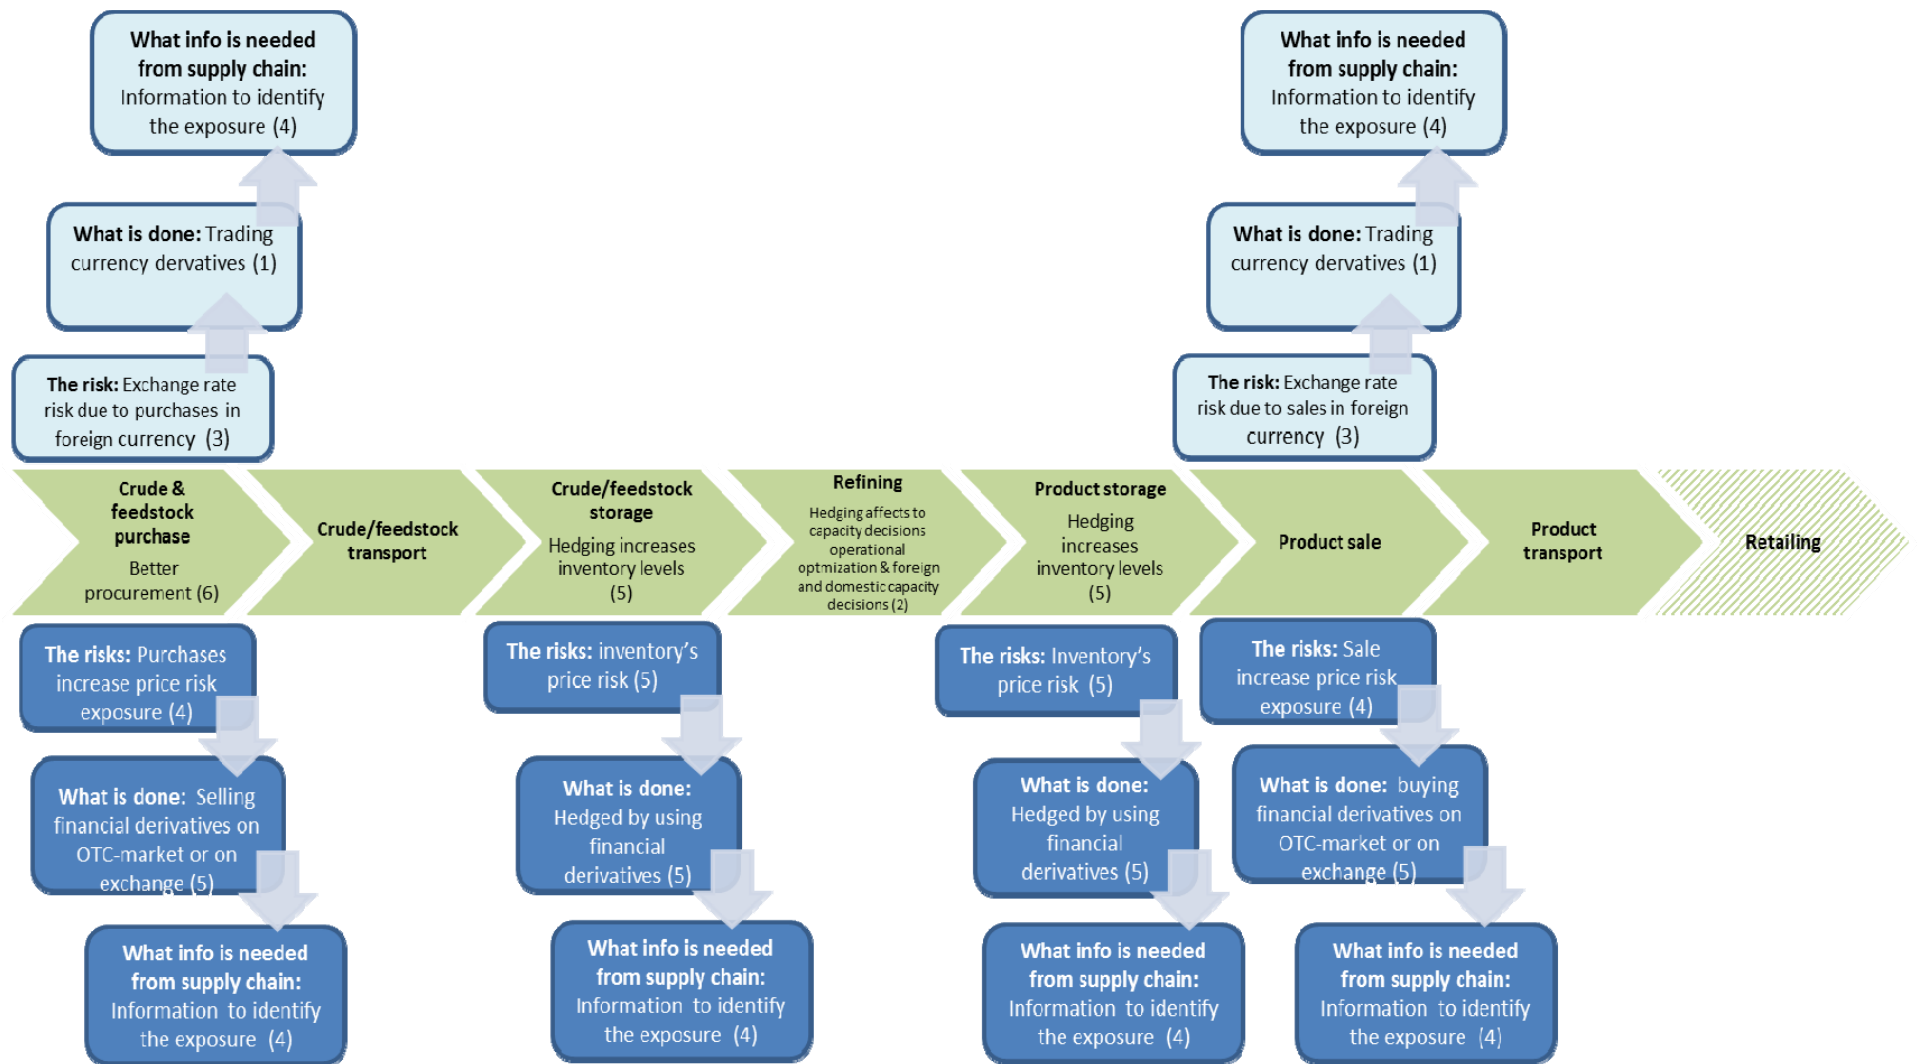 What info is needed
from supply chain:
Information to identify
the exposure (4)
What is done: Trading
currency dervatives (1)
The risk: Exchange rate
risk due to purchases in
foreign currency (3)
What info is needed
from supply chain:
Information to identify
the exposure (4)
What is done: Trading
currency dervatives (1)
The risk: Exchange rate
risk due to sales in foreign
currency (3)
Crude &
feedstock
purchase
Better
procurement (6)
Crude/feedstock
transport
Crude/feedstock
storage
Hedging increases
inventory levels
(5)
Refining
Hedging affects to
capacity decisions
operational
optmization & foreign
and domestic capacity
decisions (2)
Product storage
Hedging
increases
inventory levels
(5)
Product sale
Product
transport
Retailing
The risks: Purchases
increase price risk
exposure (4)
What is done: Selling
financial derivatives on
OTC-market or on
exchange (5)
What info is needed
from supply chain:
Information to identify
the exposure (4)
The risks: inventory's
price risk (5)
What is done:
Hedged by using
financial
derivatives (5)
What info is needed
from supply chain:
Information to identify
the exposure (4)
The risks: Inventory's
price risk (5)
What is done:
Hedged by using
financial
derivatives (5)
What info is needed
from supply chain:
Information to identify
the exposure (4)
The risks: Sale
increase price risk
exposure (4)
What is done: buying
financial derivatives on
OTC-market or on
exchange (5)
What info is needed
from supply chain:
Information to identify
the exposure (4)